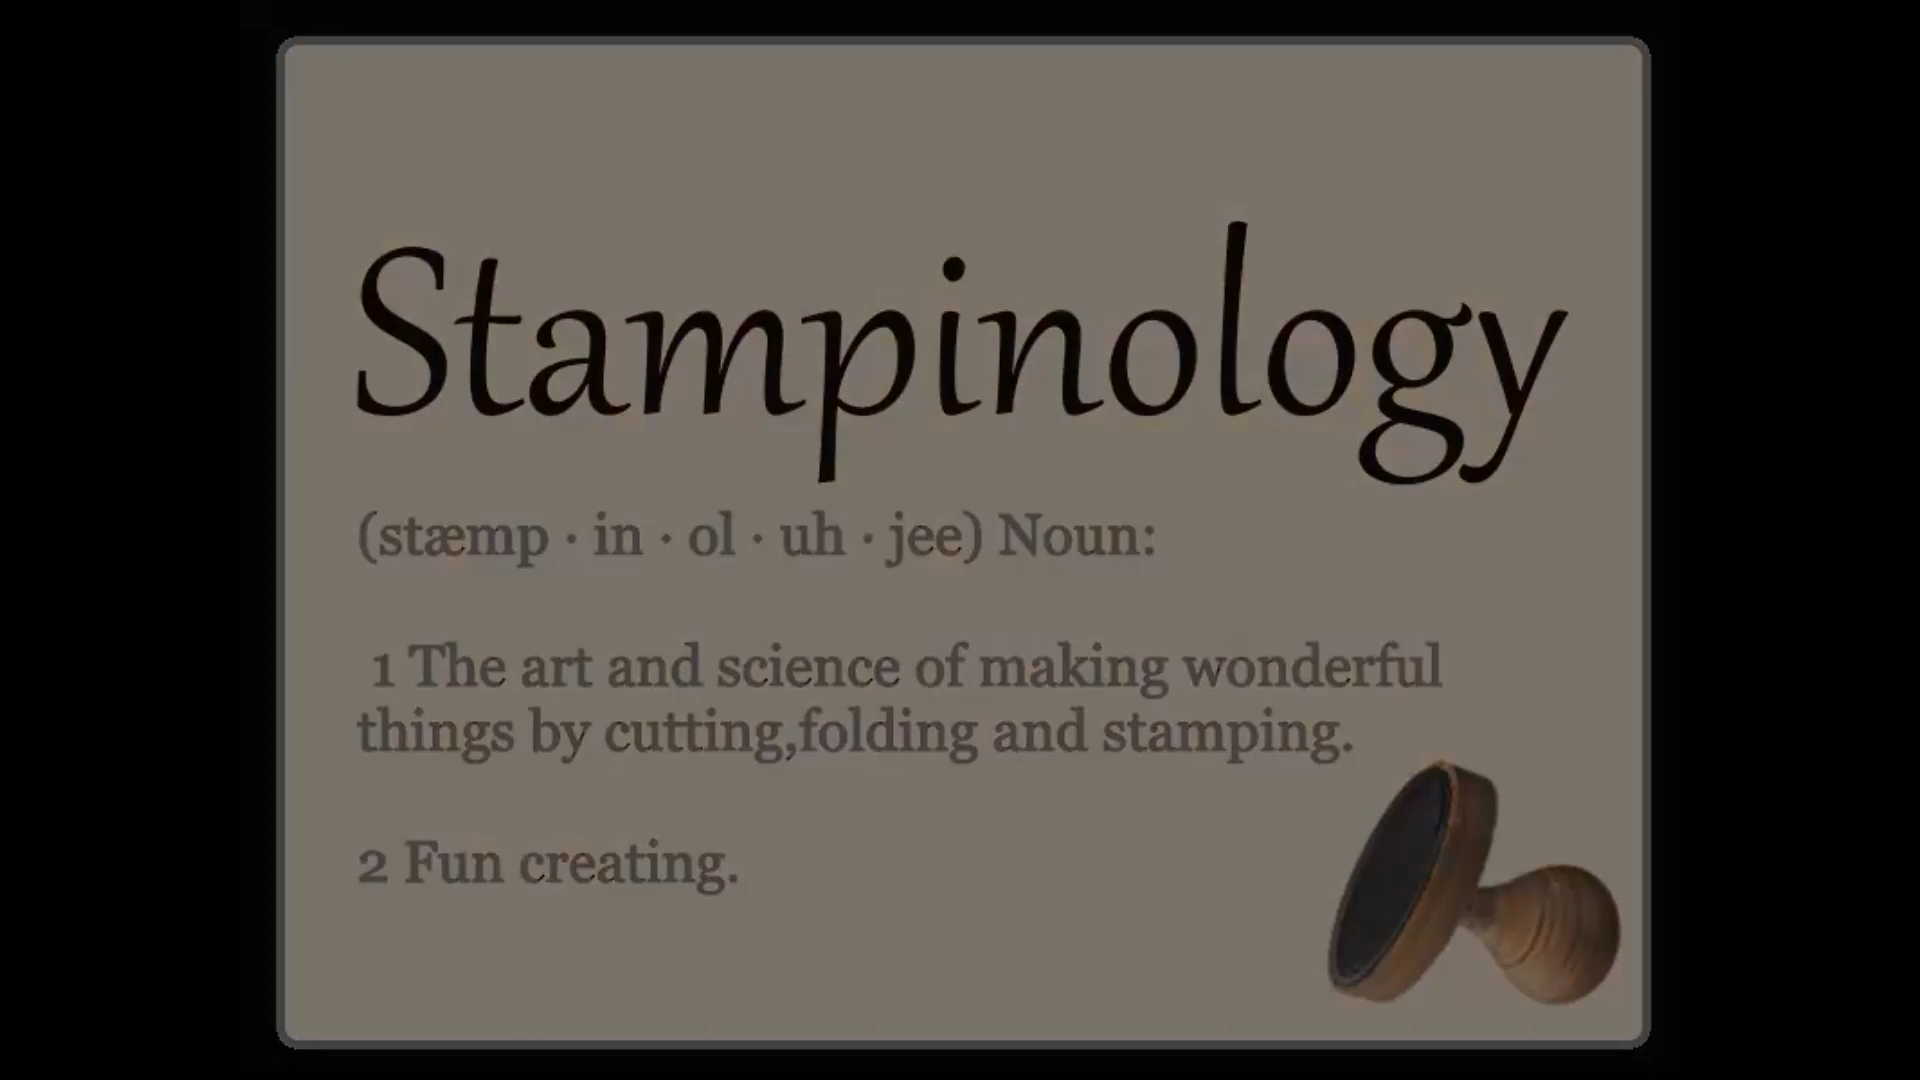 Stampinology
(stæmp · in · ol · uh · jee) Noun:
1 The art and science of making wonderful
things by cutting,folding and stamping.
2 Fun creating.